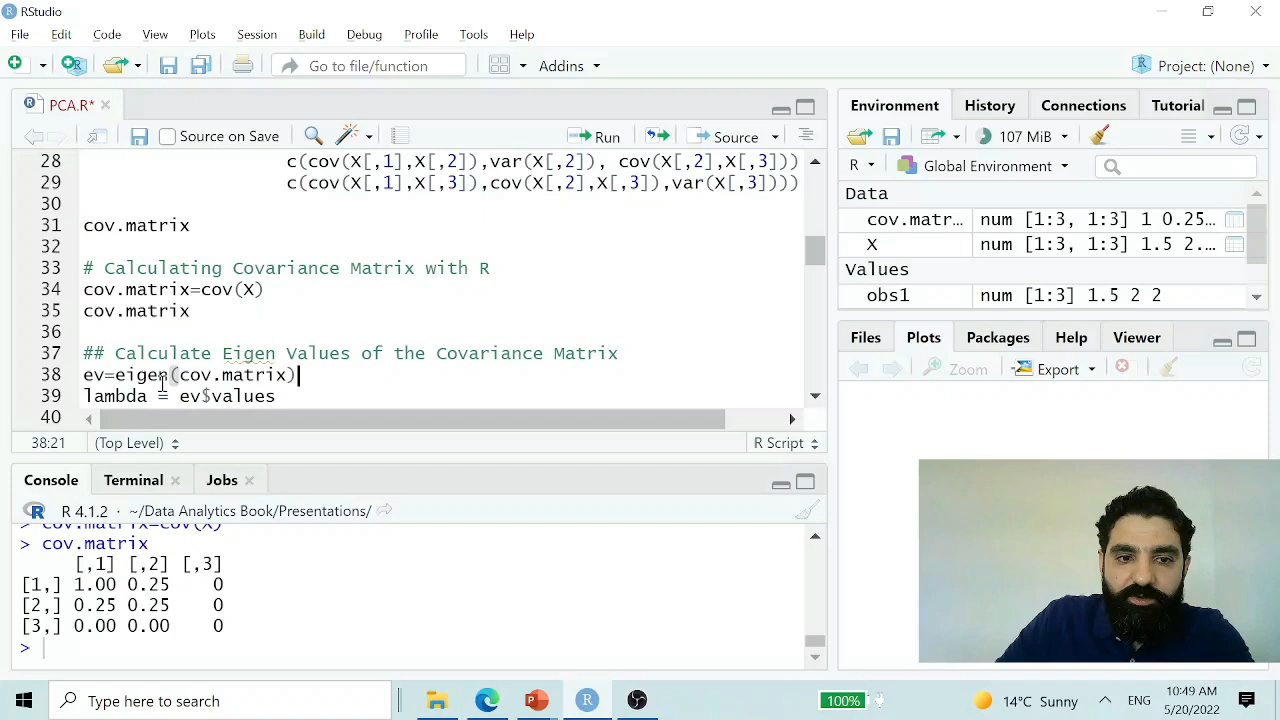 RStudio
File Edit Code View Plots Session Build Debug Profile Tools Help
Go to file/function Addins Project: (None)
PCA.R*
Source on Save Run Source
28 c(cov(X[,1],X[,2]),var(X[,2]), cov(X[,2],X[,3]))
29 c(cov(X[,1],X[,3]),cov(X[,2],X[,3]),var(X[,3])))
30
31 cov.matrix
32
33 # Calculating Covariance Matrix with R
34 cov.matrix=cov(X)
35 cov.matrix
36
37 ## Calculate Eigen Values of the Covariance Matrix
38 ev=eigen(cov.matrix)
39 lambda = ev$values
40
38:21 (Top Level) R Script
Console Terminal Jobs
R 4.1.2 · ~/Data Analytics Book/Presentations/
> cov.matrix=cov(X)
> cov.matrix
[,1] [,2] [,3]
[1,] 1.00 0.25 0
[2,] 0.25 0.25 0
[3,] 0.00 0.00 0
>
Environment History Connections Tutorial
107 MiB
R Global Environment
Data
cov.matr… num [1:3, 1:3] 1 0.25…
X num [1:3, 1:3] 1.5 2.…
Values
obs1 num [1:3] 1.5 2 2
Files Plots Packages Help Viewer
Zoom Export
Type here to search
100% 14°C Sunny ENG
10:49 AM
5/20/2022